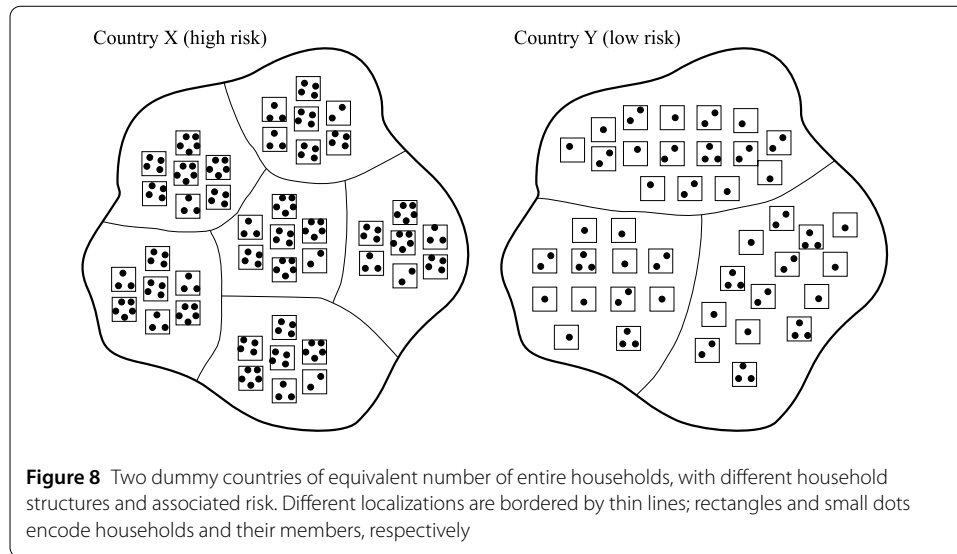 Country X (high risk)
Country Y (low risk)
Figure 8 Two dummy countries of equivalent number of entire households, with different household
structures and associated risk. Different localizations are bordered by thin lines; rectangles and small dots
encode households and their members, respectively